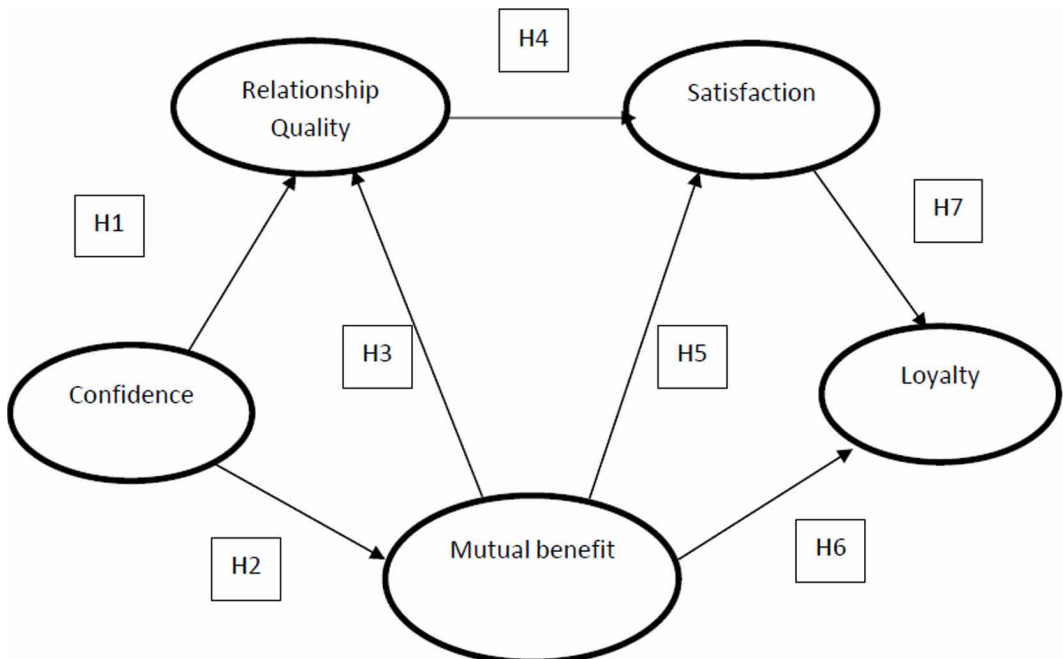 H4
Relationship
Quality
Satisfaction
H1
H7
H3
H5
Confidence
Loyalty
Mutual benefit
H2
H6